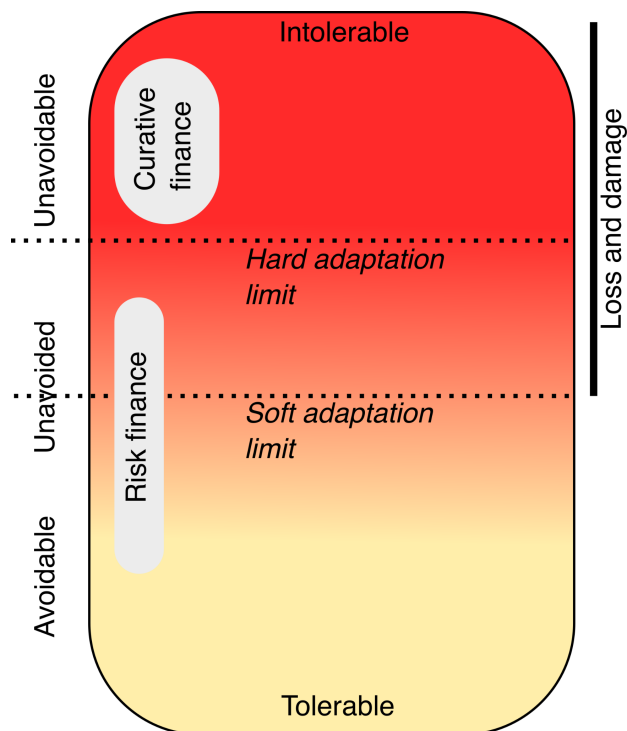 Intolerable
Unavoidable
Curative
finance
Hard adaptation
limit
Loss and damage
Unavoided
Risk finance
Soft adaptation
limit
Avoidable
Tolerable